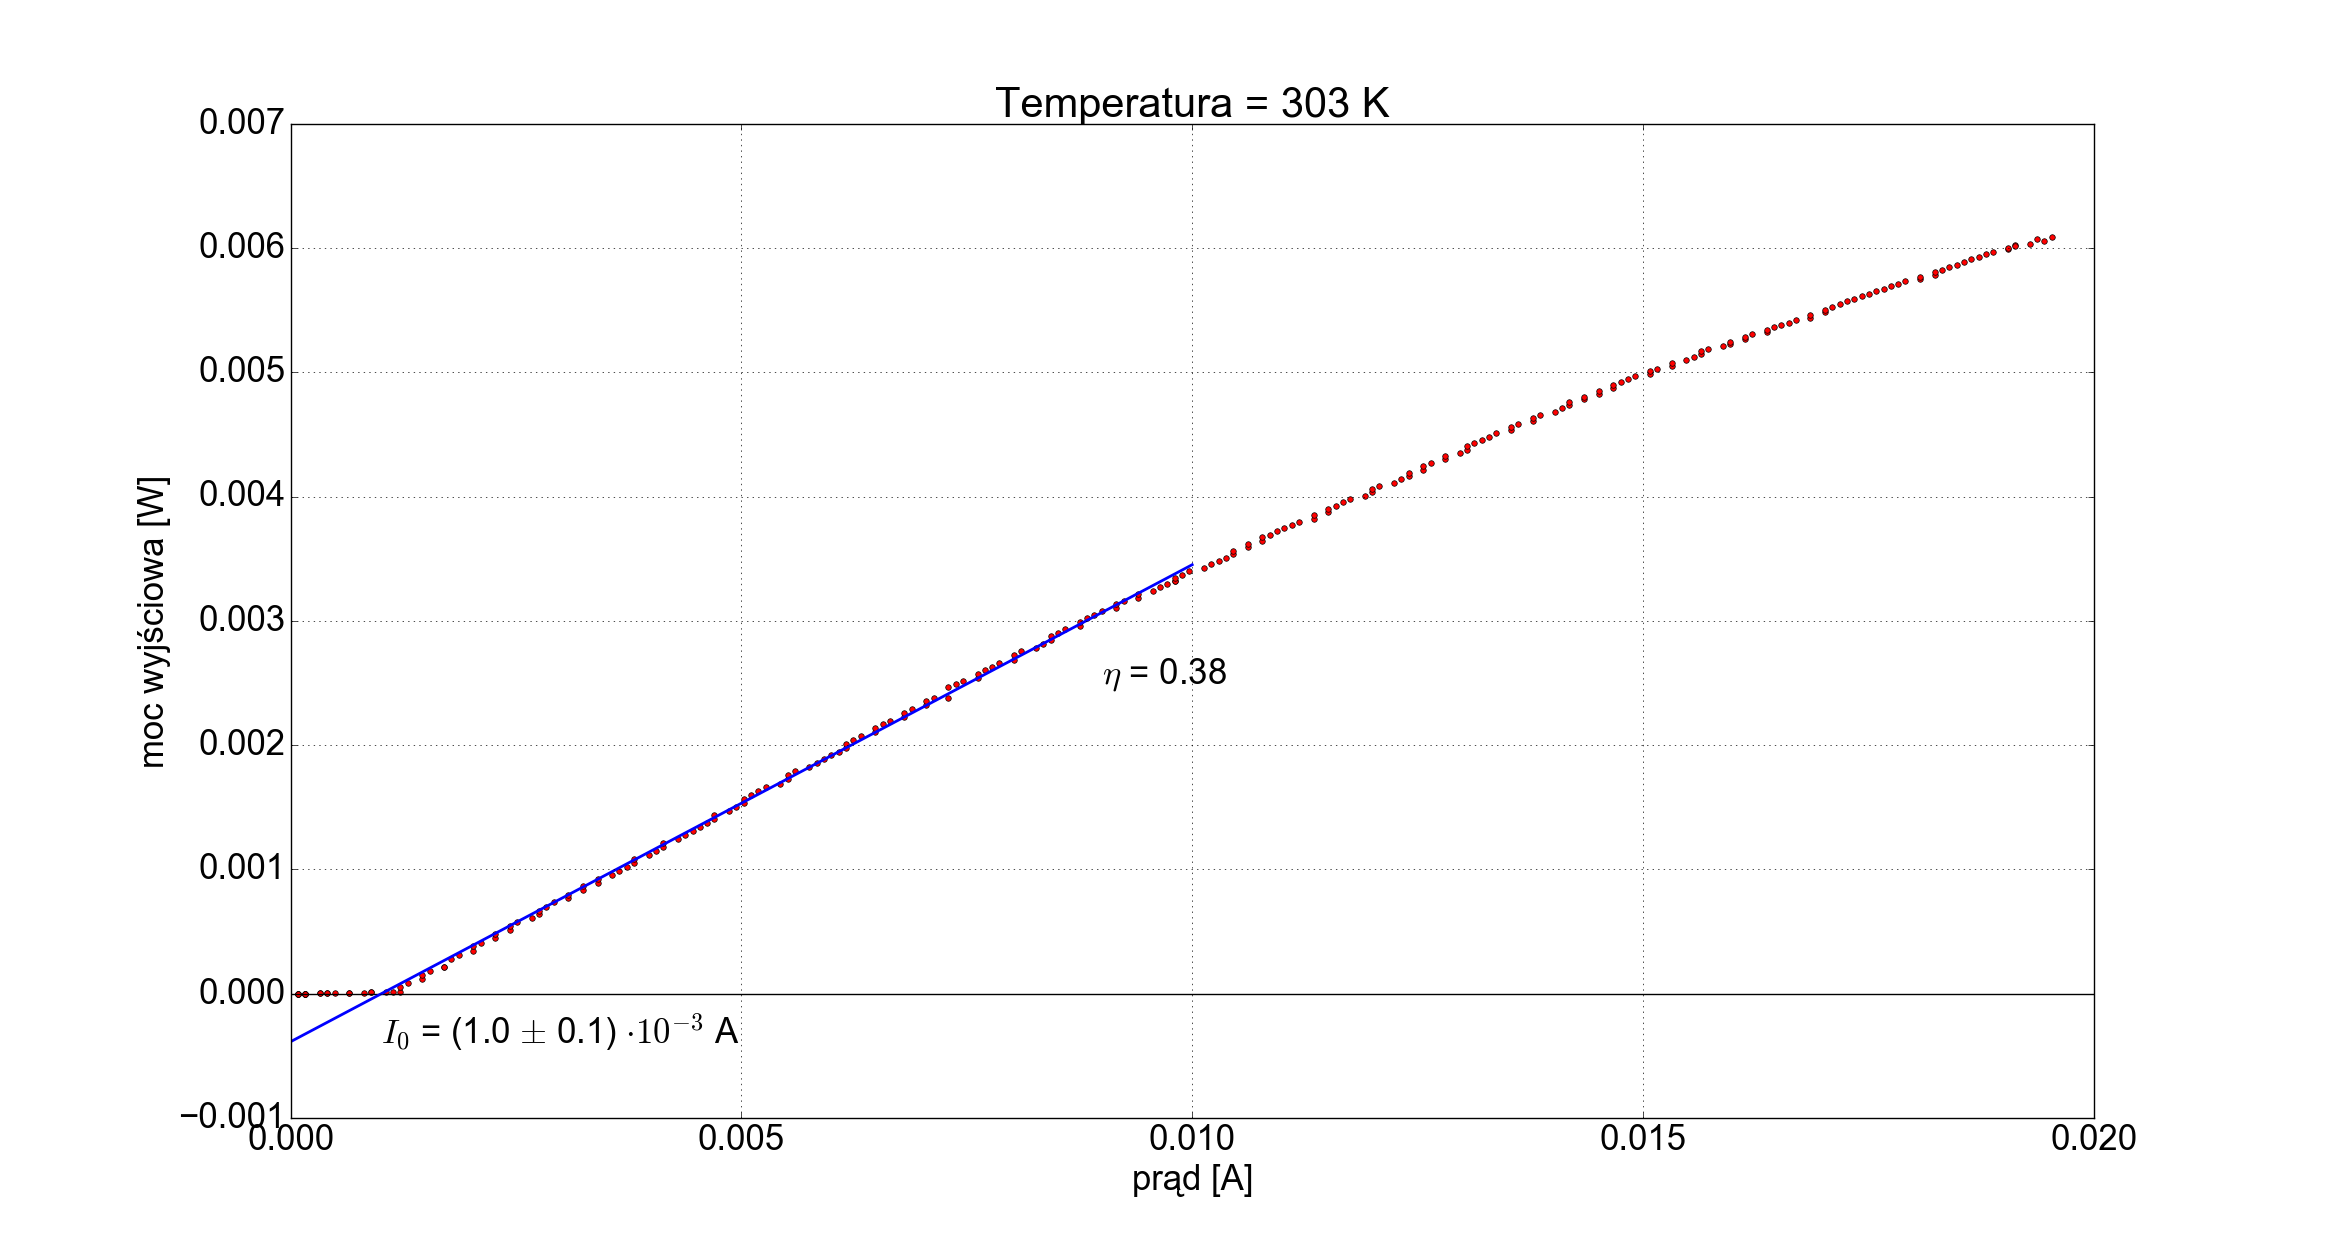 Temperatura = 303 K
0.007
0.006
0.005
0.004
0.003
0.002
0.001
0.000
−0.001
moc wyjściowa [W]
η = 0.38
I₀ = (1.0 ± 0.1) ·10⁻³ A
0.000 0.005 0.010 0.015 0.020
prąd [A]